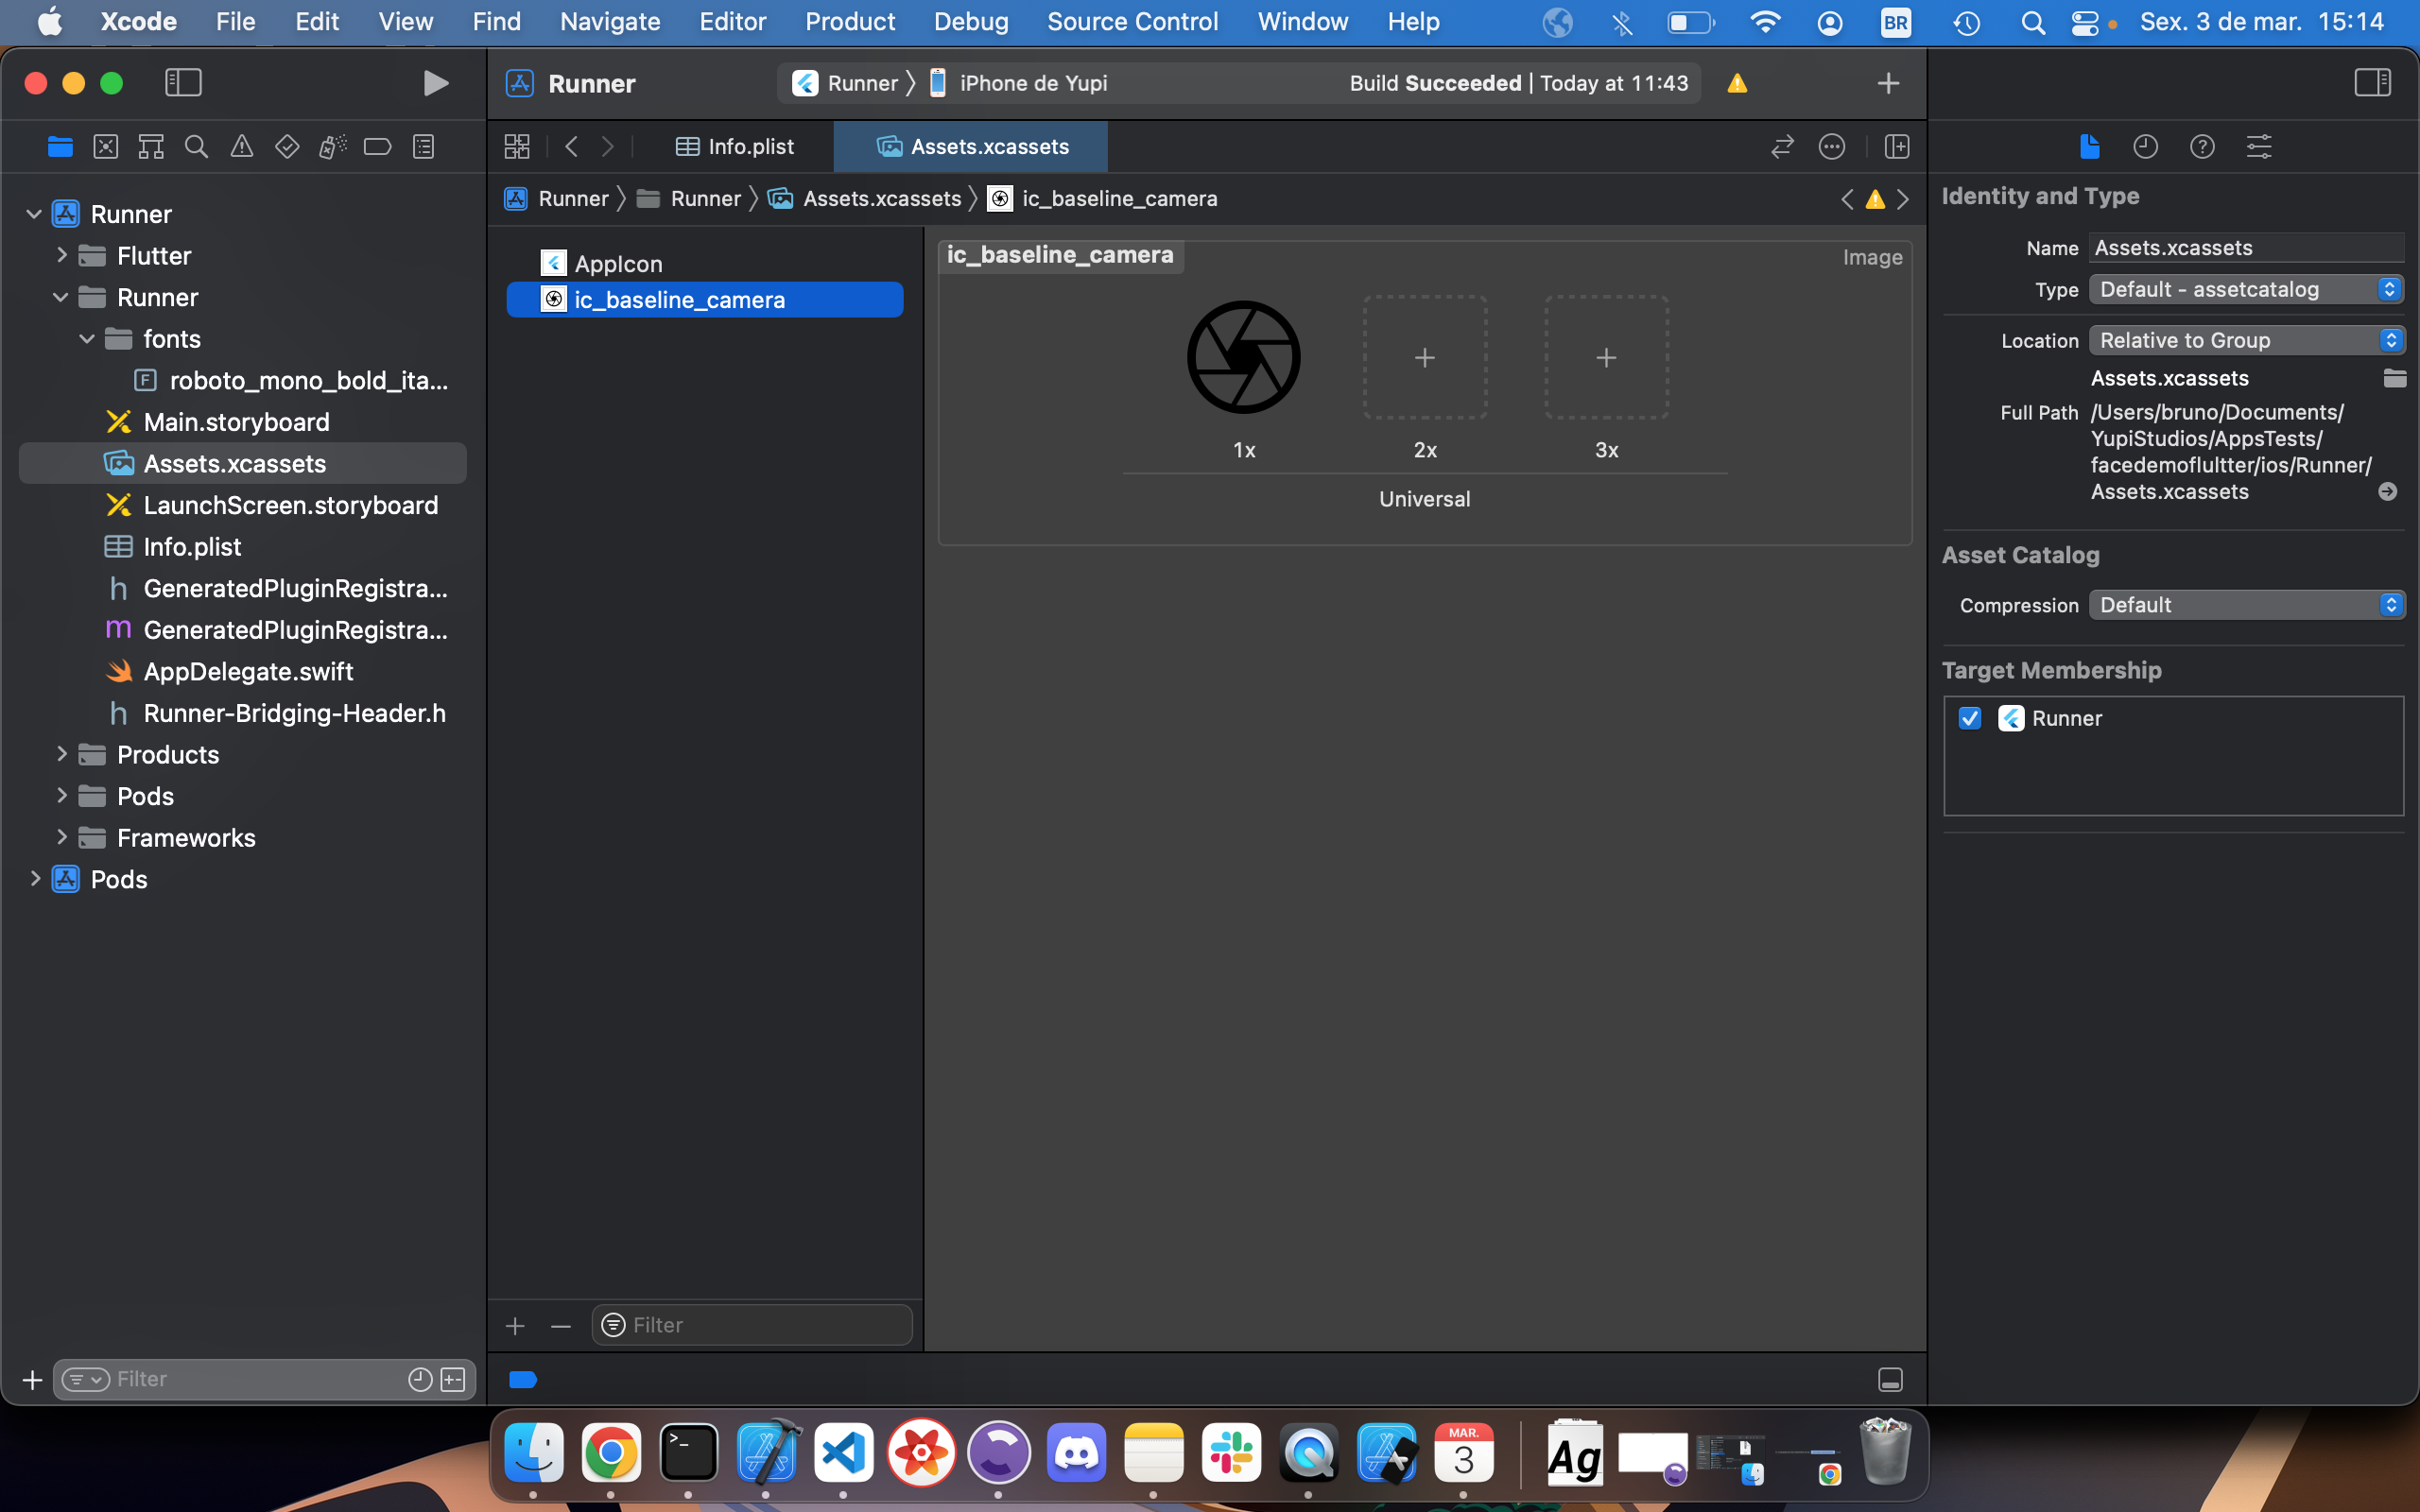 Xcode File Edit View Find Navigate Editor Product Debug Source Control Window Help BR Sex. 3 de mar. 15:14
Runner Runner iPhone de Yupi Build Succeeded | Today at 11:43
Info.plist Assets.xcassets
Runner Runner Assets.xcassets ic_baseline_camera
Runner
Flutter
Runner
fonts
roboto_mono_bold_ita...
Main.storyboard
Assets.xcassets
LaunchScreen.storyboard
Info.plist
h GeneratedPluginRegistra...
m GeneratedPluginRegistra...
AppDelegate.swift
h Runner-Bridging-Header.h
Products
Pods
Frameworks
Pods
Filter
AppIcon
ic_baseline_camera
Filter
ic_baseline_camera Image
1x 2x 3x
Universal
Identity and Type
Name Assets.xcassets
Type Default - assetcatalog
Location Relative to Group
Assets.xcassets
Full Path /Users/bruno/Documents/
YupiStudios/AppsTests/
facedemoflultter/ios/Runner/
Assets.xcassets
Asset Catalog
Compression Default
Target Membership
Runner
MAR.
3
Ag